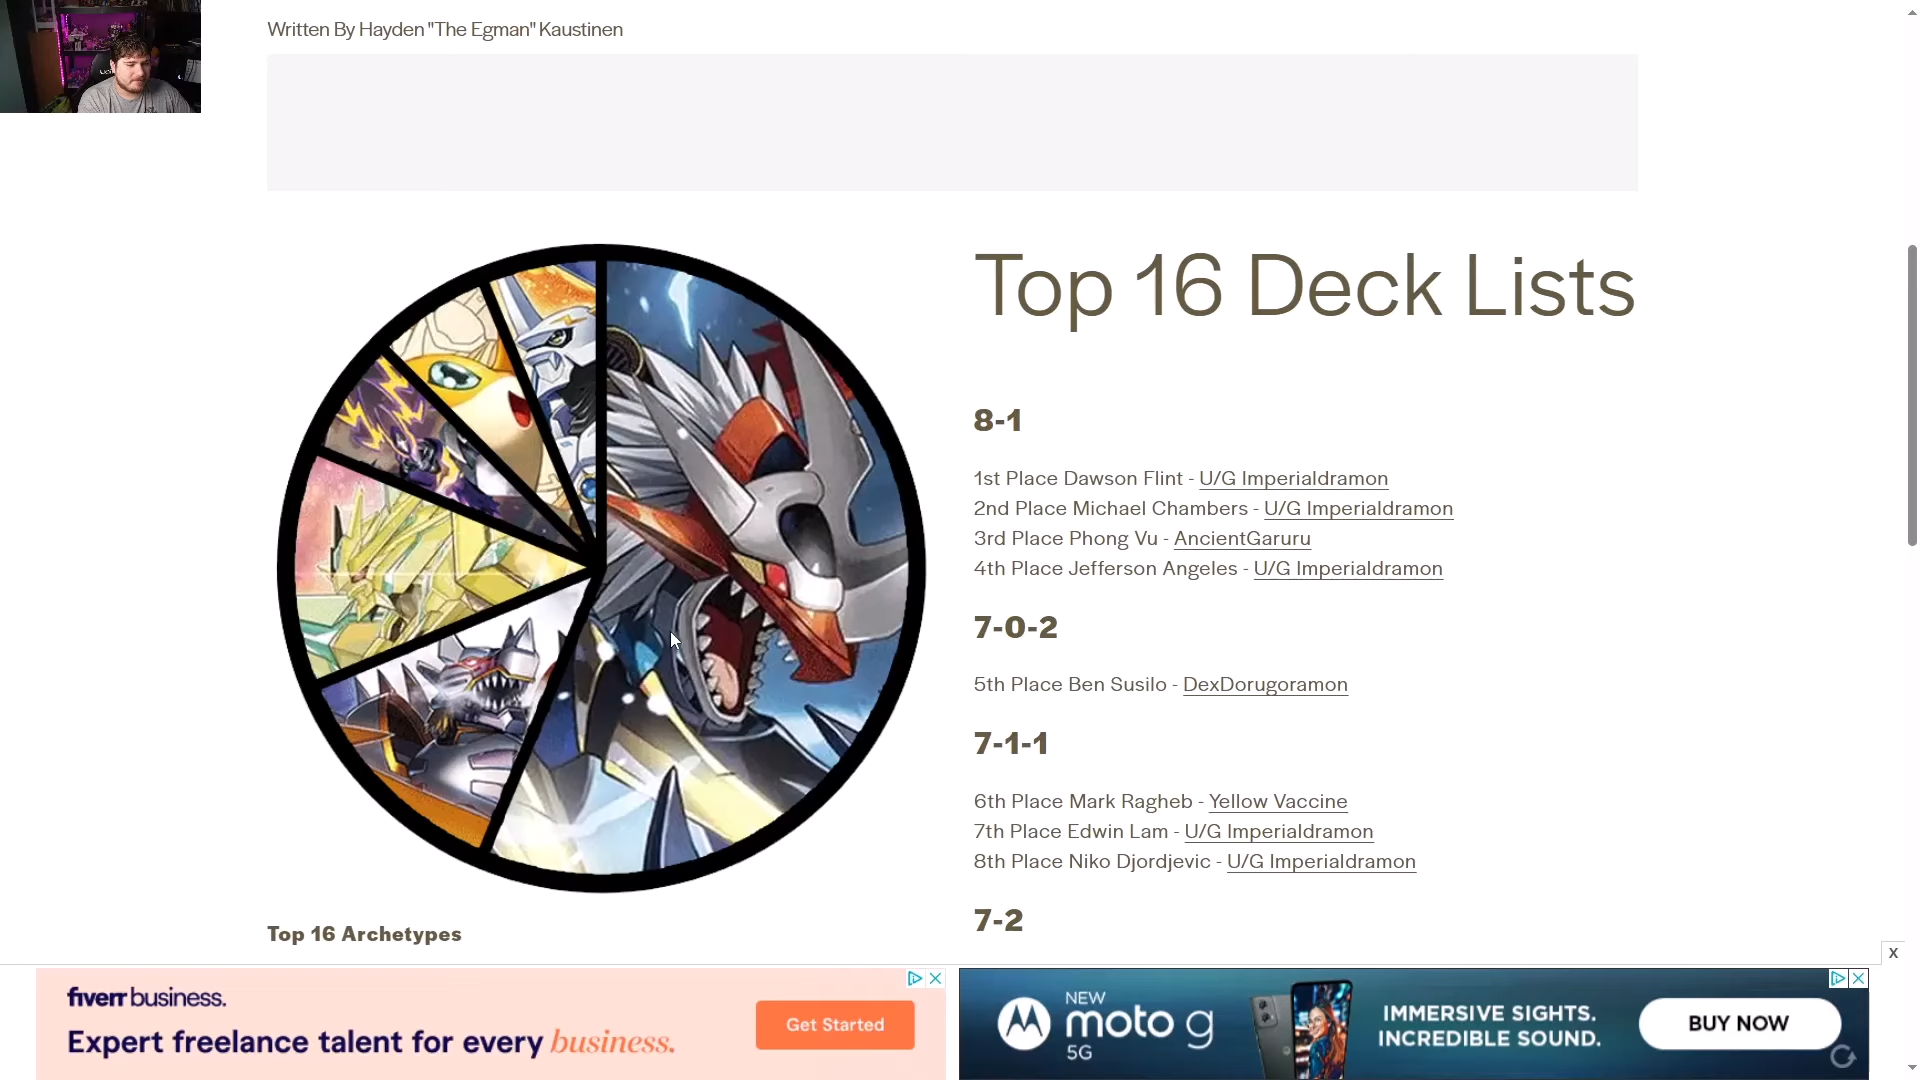 Written By Hayden "The Egman" Kaustinen
Top 16 Deck Lists
8-1
1st Place Dawson Flint - U/G Imperialdramon
2nd Place Michael Chambers - U/G Imperialdramon
3rd Place Phong Vu - AncientGaruru
4th Place Jefferson Angeles - U/G Imperialdramon
7-0-2
5th Place Ben Susilo - DexDorugoramon
7-1-1
6th Place Mark Ragheb - Yellow Vaccine
7th Place Edwin Lam - U/G Imperialdramon
8th Place Niko Djordjevic - U/G Imperialdramon
7-2
Top 16 Archetypes
X
fiverr business.
Expert freelance talent for every business.
Get Started
NEW
moto g
5G
IMMERSIVE SIGHTS.
INCREDIBLE SOUND.
BUY NOW